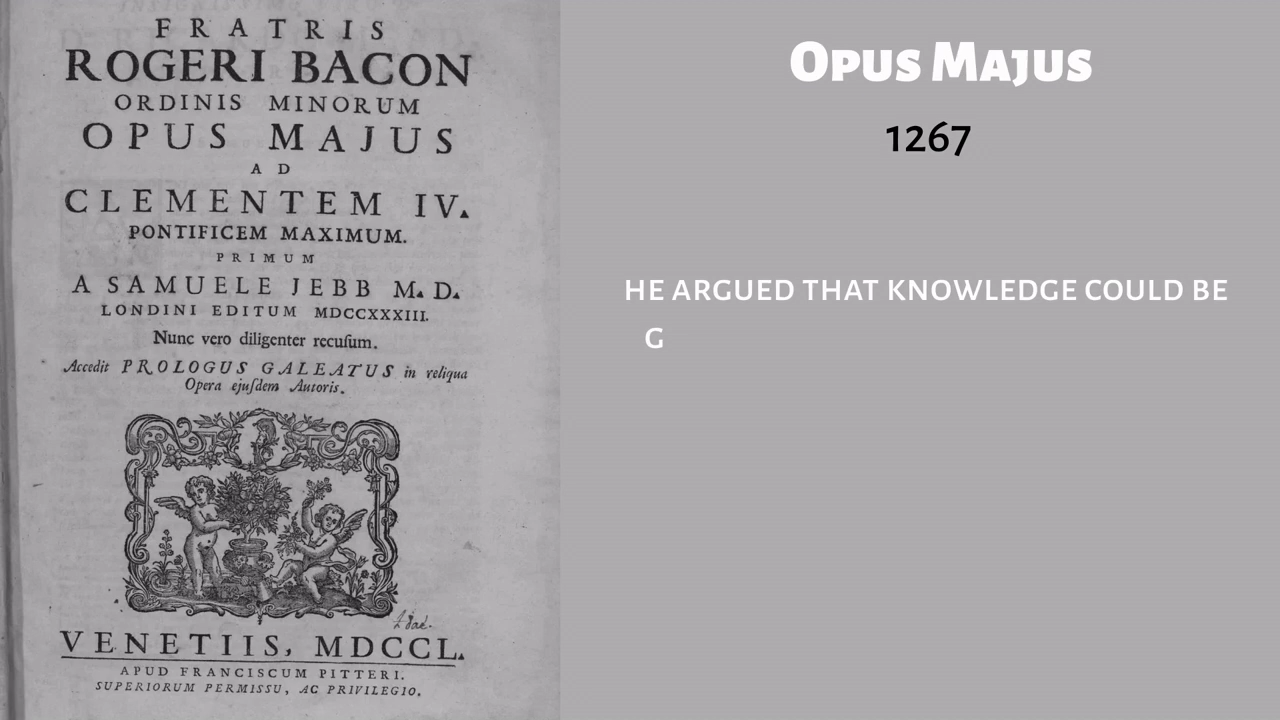 FRATRIS
ROGERI BACON
ORDINIS MINORUM
OPUS MAJUS
AD
CLEMENTEM IV.
PONTIFICEM MAXIMUM.
PRIMUM
A SAMUELE JEBB M. D.
LONDINI EDITUM MDCCXXXIII.
Nunc vero diligenter recuſum.
Accedit PROLOGUS GALEATUS in reliqua
Opera ejuſdem Autoris.
VENETIIS, MDCCL.
APUD FRANCISCUM PITTERI.
SUPERIORUM PERMISSU, AC PRIVILEGIO.
Opus Majus
1267
HE ARGUED THAT KNOWLEDGE COULD BE
G